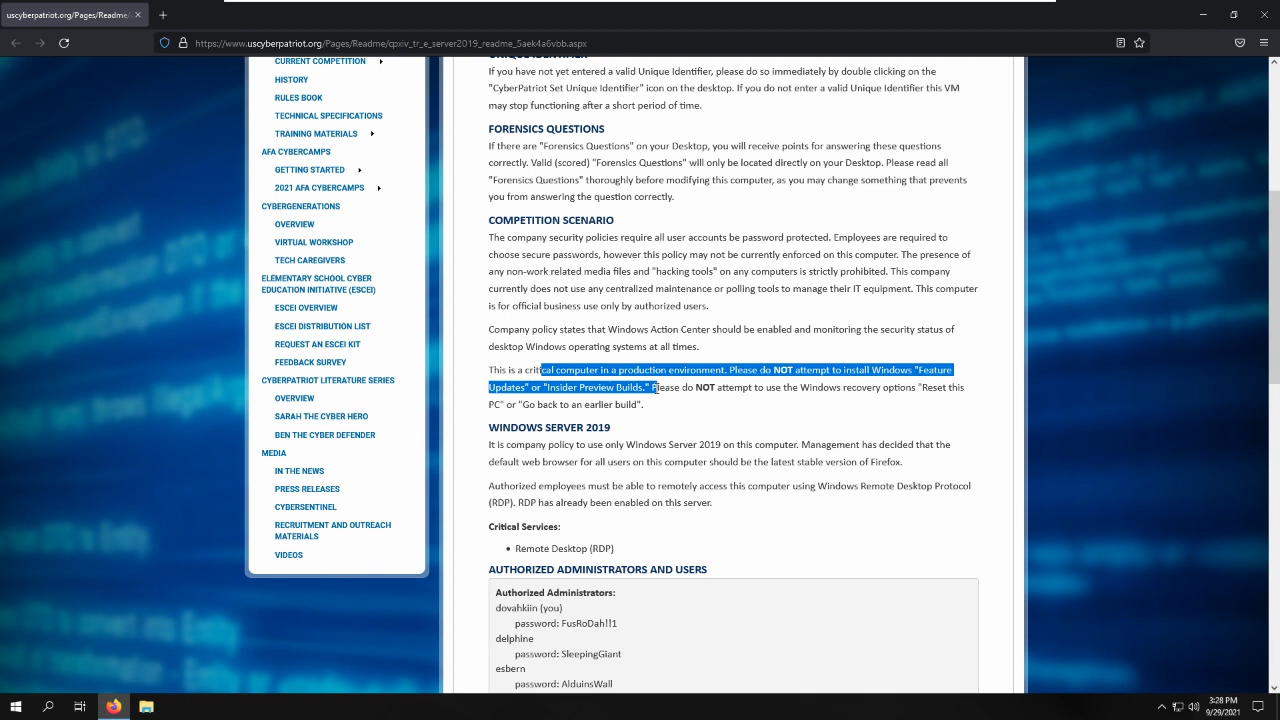 uscyberpatriot.org/Pages/Readm
https://www.uscyberpatriot.org/Pages/Readme/cpxiv_tr_e_server2019_readme_5aek4a6vbb.aspx
CURRENT COMPETITION
HISTORY
RULES BOOK
TECHNICAL SPECIFICATIONS
TRAINING MATERIALS
AFA CYBERCAMPS
GETTING STARTED
2021 AFA CYBERCAMPS
CYBERGENERATIONS
OVERVIEW
VIRTUAL WORKSHOP
TECH CAREGIVERS
ELEMENTARY SCHOOL CYBER
EDUCATION INITIATIVE (ESCEI)
ESCEI OVERVIEW
ESCEI DISTRIBUTION LIST
REQUEST AN ESCEI KIT
FEEDBACK SURVEY
CYBERPATRIOT LITERATURE SERIES
OVERVIEW
SARAH THE CYBER HERO
BEN THE CYBER DEFENDER
MEDIA
IN THE NEWS
PRESS RELEASES
CYBERSENTINEL
RECRUITMENT AND OUTREACH
MATERIALS
VIDEOS
UNIQUE IDENTIFIER
If you have not yet entered a valid Unique Identifier, please do so immediately by double clicking on the
"CyberPatriot Set Unique Identifier" icon on the desktop. If you do not enter a valid Unique Identifier this VM
may stop functioning after a short period of time.
FORENSICS QUESTIONS
If there are "Forensics Questions" on your Desktop, you will receive points for answering these questions
correctly. Valid (scored) "Forensics Questions" will only be located directly on your Desktop. Please read all
"Forensics Questions" thoroughly before modifying this computer, as you may change something that prevents
you from answering the question correctly.
COMPETITION SCENARIO
The company security policies require all user accounts be password protected. Employees are required to
choose secure passwords, however this policy may not be currently enforced on this computer. The presence of
any non-work related media files and "hacking tools" on any computers is strictly prohibited. This company
currently does not use any centralized maintenance or polling tools to manage their IT equipment. This computer
is for official business use only by authorized users.
Company policy states that Windows Action Center should be enabled and monitoring the security status of
desktop Windows operating systems at all times.
This is a critical computer in a production environment. Please do NOT attempt to install Windows "Feature
Updates" or "Insider Preview Builds." Please do NOT attempt to use the Windows recovery options "Reset this
PC" or "Go back to an earlier build".
WINDOWS SERVER 2019
It is company policy to use only Windows Server 2019 on this computer. Management has decided that the
default web browser for all users on this computer should be the latest stable version of Firefox.
Authorized employees must be able to remotely access this computer using Windows Remote Desktop Protocol
(RDP). RDP has already been enabled on this server.
Critical Services:
• Remote Desktop (RDP)
AUTHORIZED ADMINISTRATORS AND USERS
Authorized Administrators:
dovahkiin (you)
password: FusRoDah!!1
delphine
password: SleepingGiant
esbern
password: AlduinsWall
3:28 PM
9/29/2021